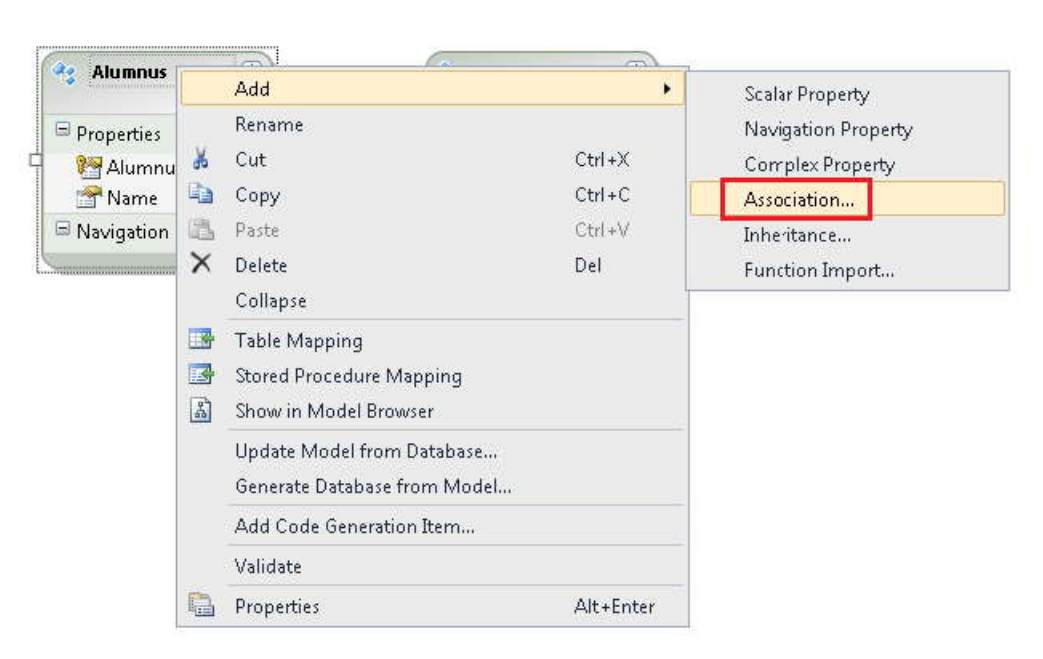 Alumnus
Properties
Alumnu
Name
Navigation
Add
Rename
Cut Ctrl+X
Copy Ctrl+C
Paste Ctrl+V
Delete Del
Collapse
Table Mapping
Stored Procedure Mapping
Show in Model Browser
Update Model from Database...
Generate Database from Model...
Add Code Generation Item...
Validate
Properties Alt+Enter
Scalar Property
Navigation Property
Complex Property
Association...
Inheritance...
Function Import...